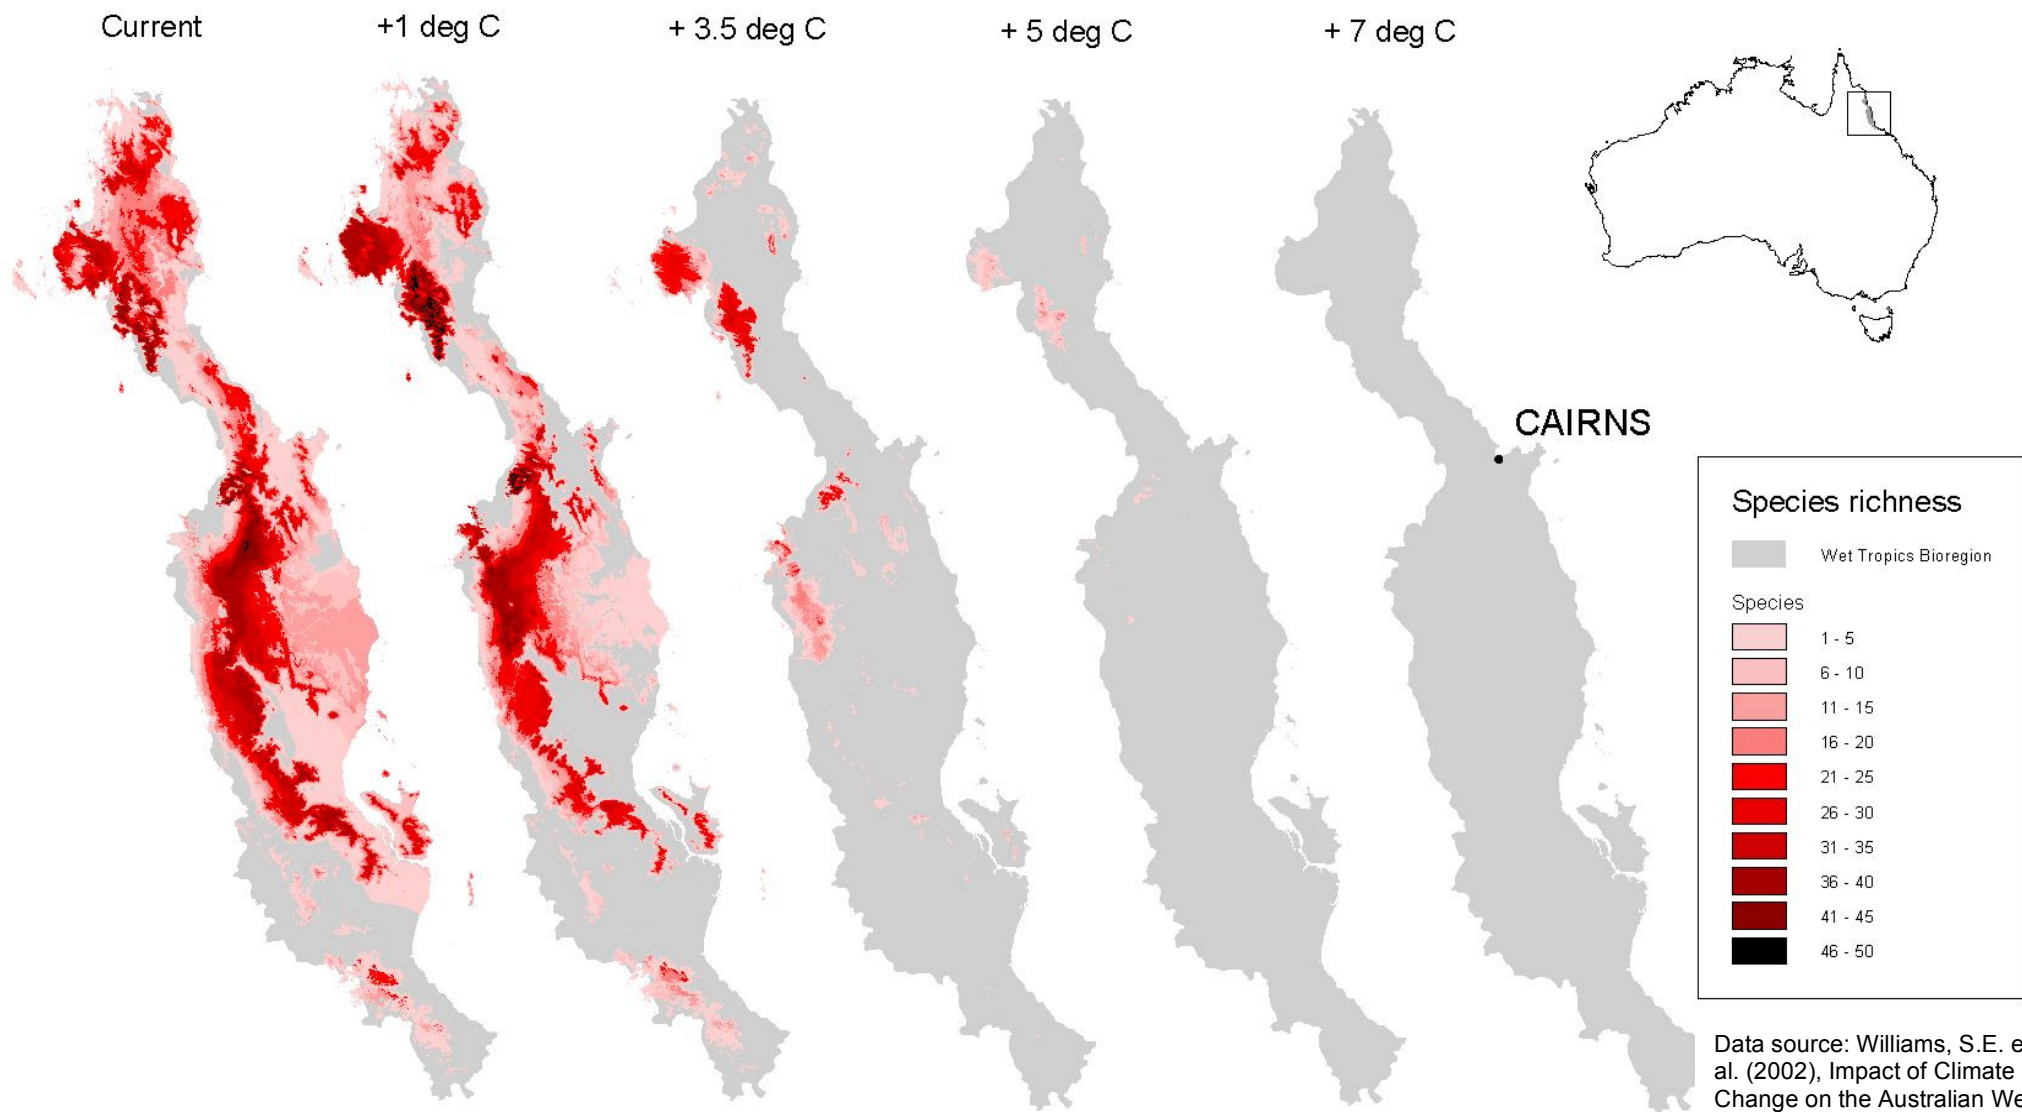 Current
+1 deg C
+ 3.5 deg C
+ 5 deg C
+ 7 deg C
CAIRNS
Species richness
Wet Tropics Bioregion
Species
1 - 5
6 - 10
11 - 15
16 - 20
21 - 25
26 - 30
31 - 35
36 - 40
41 - 45
46 - 50
Data source: Williams, S.E. e
al. (2002), Impact of Climate
Change on the Australian We